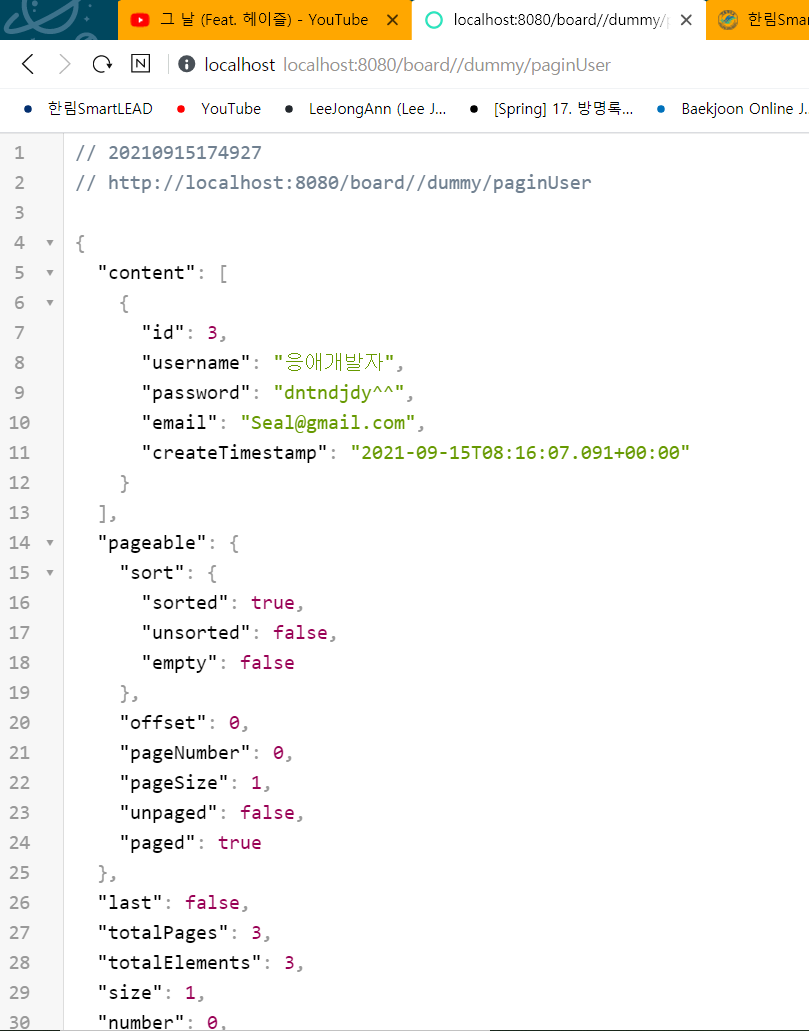 그 날 (Feat. 헤이즐) - YouTube
localhost:8080/board//dummy/p
한림Smar
localhost localhost:8080/board//dummy/paginUser
한림SmartLEAD YouTube LeeJongAnn (Lee J... [Spring] 17. 방명록... Baekjoon Online J...
1 // 20210915174927
2 // http://localhost:8080/board//dummy/paginUser
3
4 {
5 "content": [
6 {
7 "id": 3,
8 "username": "응애개발자",
9 "password": "dntndjdy^^",
10 "email": "Seal@gmail.com",
11 "createTimestamp": "2021-09-15T08:16:07.091+00:00"
12 }
13 ],
14 "pageable": {
15 "sort": {
16 "sorted": true,
17 "unsorted": false,
18 "empty": false
19 },
20 "offset": 0,
21 "pageNumber": 0,
22 "pageSize": 1,
23 "unpaged": false,
24 "paged": true
25 },
26 "last": false,
27 "totalPages": 3,
28 "totalElements": 3,
29 "size": 1,
30 "number": 0,